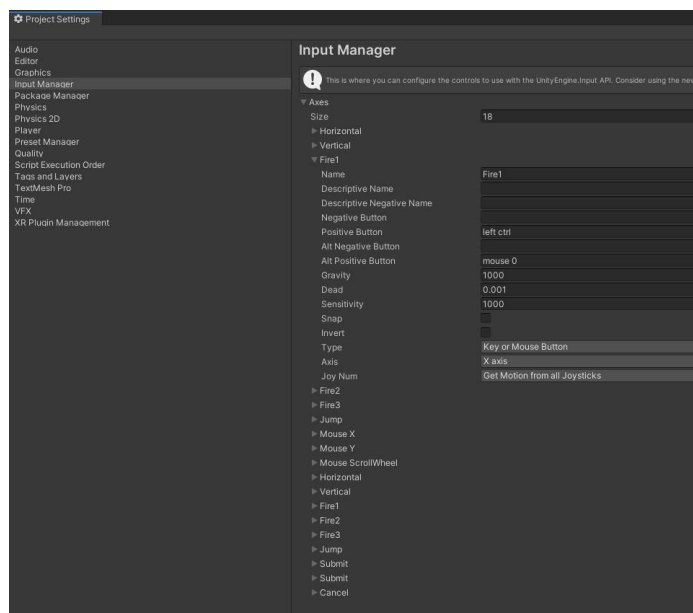 Project Settings
Audio
Editor
Graphics
Input Manager
Package Manager
Physics
Physics 2D
Player
Preset Manager
Quality
Script Execution Order
Tags and Layers
TextMesh Pro
Time
VFX
XR Plugin Management
Input Manager
This is where you can configure the controls to use with the UnityEngine.Input API. Consider using the new
Axes
Size 18
Horizontal
Vertical
Fire1
Name Fire1
Descriptive Name
Descriptive Negative Name
Negative Button
Positive Button left ctrl
Alt Negative Button
Alt Positive Button mouse 0
Gravity 1000
Dead 0.001
Sensitivity 1000
Snap
Invert
Type Key or Mouse Button
Axis X axis
Joy Num Get Motion from all Joysticks
Fire2
Fire3
Jump
Mouse X
Mouse Y
Mouse ScrollWheel
Horizontal
Vertical
Fire1
Fire2
Fire3
Jump
Submit
Submit
Cancel